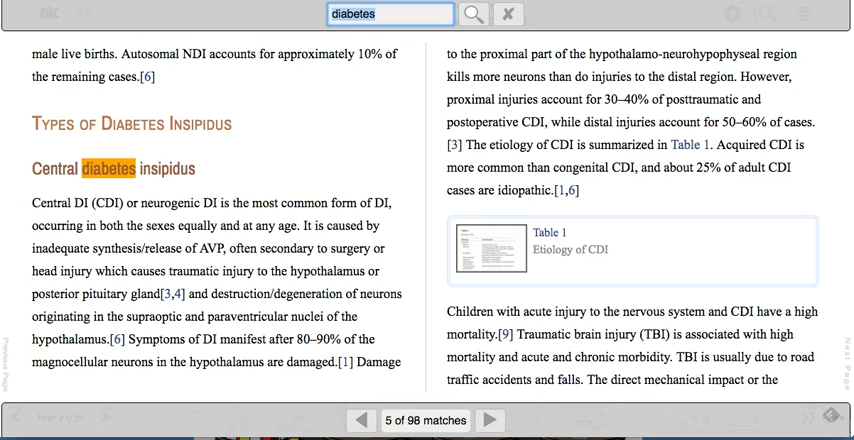 diabetes
male live births. Autosomal NDI accounts for approximately 10% of
the remaining cases.[6]
TYPES OF DIABETES INSIPIDUS
Central diabetes insipidus
Central DI (CDI) or neurogenic DI is the most common form of DI,
occurring in both the sexes equally and at any age. It is caused by
inadequate synthesis/release of AVP, often secondary to surgery or
head injury which causes traumatic injury to the hypothalamus or
posterior pituitary gland[3,4] and destruction/degeneration of neurons
originating in the supraoptic and paraventricular nuclei of the
hypothalamus.[6] Symptoms of DI manifest after 80–90% of the
magnocellular neurons in the hypothalamus are damaged.[1] Damage
to the proximal part of the hypothalamo-neurohypophyseal region
kills more neurons than do injuries to the distal region. However,
proximal injuries account for 30–40% of posttraumatic and
postoperative CDI, while distal injuries account for 50–60% of cases.
[3] The etiology of CDI is summarized in Table 1. Acquired CDI is
more common than congenital CDI, and about 25% of adult CDI
cases are idiopathic.[1,6]
Table 1
Etiology of CDI
Children with acute injury to the nervous system and CDI have a high
mortality.[9] Traumatic brain injury (TBI) is associated with high
mortality and acute and chronic morbidity. TBI is usually due to road
traffic accidents and falls. The direct mechanical impact or the
Previous Page
Next Page
5 of 98 matches